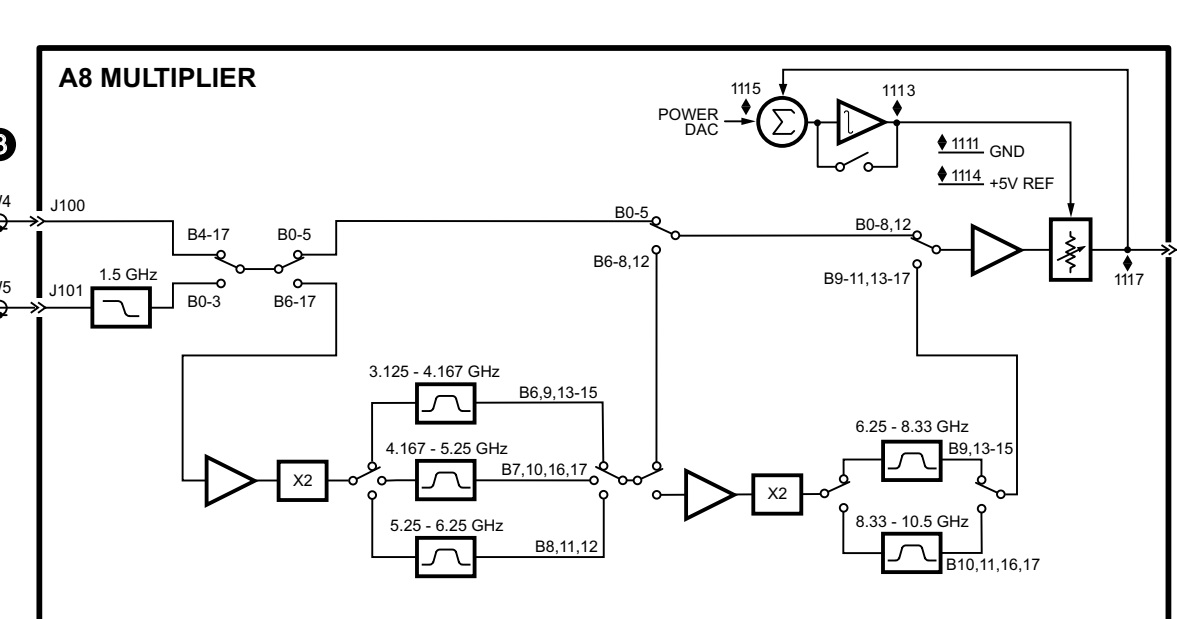 A8 MULTIPLIER
1115
1113
POWER
DAC
Σ
1111 GND
1114 +5V REF
3
J100
B4-17
B0-5
B0-5
B0-8,12
B6-8,12
1.5 GHz
B9-11,13-17
1117
J101
B0-3
B6-17
3.125 - 4.167 GHz
B6,9,13-15
4.167 - 5.25 GHz
B7,10,16,17
X2
5.25 - 6.25 GHz
B8,11,12
6.25 - 8.33 GHz
B9,13-15
X2
8.33 - 10.5 GHz
B10,11,16,17